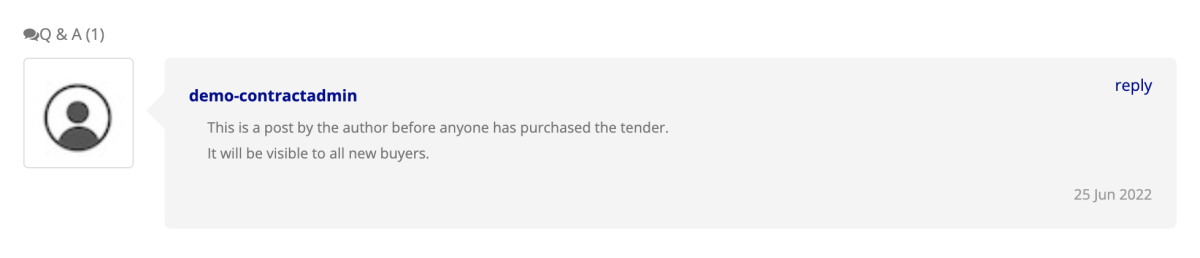 Q & A (1)
reply
demo-contractadmin
This is a post by the author before anyone has purchased the tender.
It will be visible to all new buyers.
25 Jun 2022